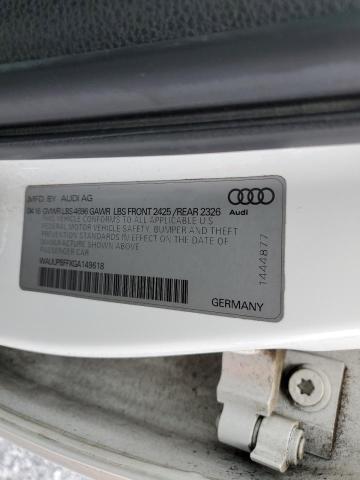 MFD. BY AUDI AG
04/16 GVWR LBS 4696 GAWR LBS FRONT 2425 / REAR 2326
THIS VEHICLE CONFORMS TO ALL APPLICABLE U.S.
FEDERAL MOTOR VEHICLE SAFETY, BUMPER AND THEFT
PREVENTION STANDARDS IN EFFECT ON THE DATE OF
MANUFACTURE SHOWN ABOVE.
PASSENGER CAR
Audi
1444877
GERMANY